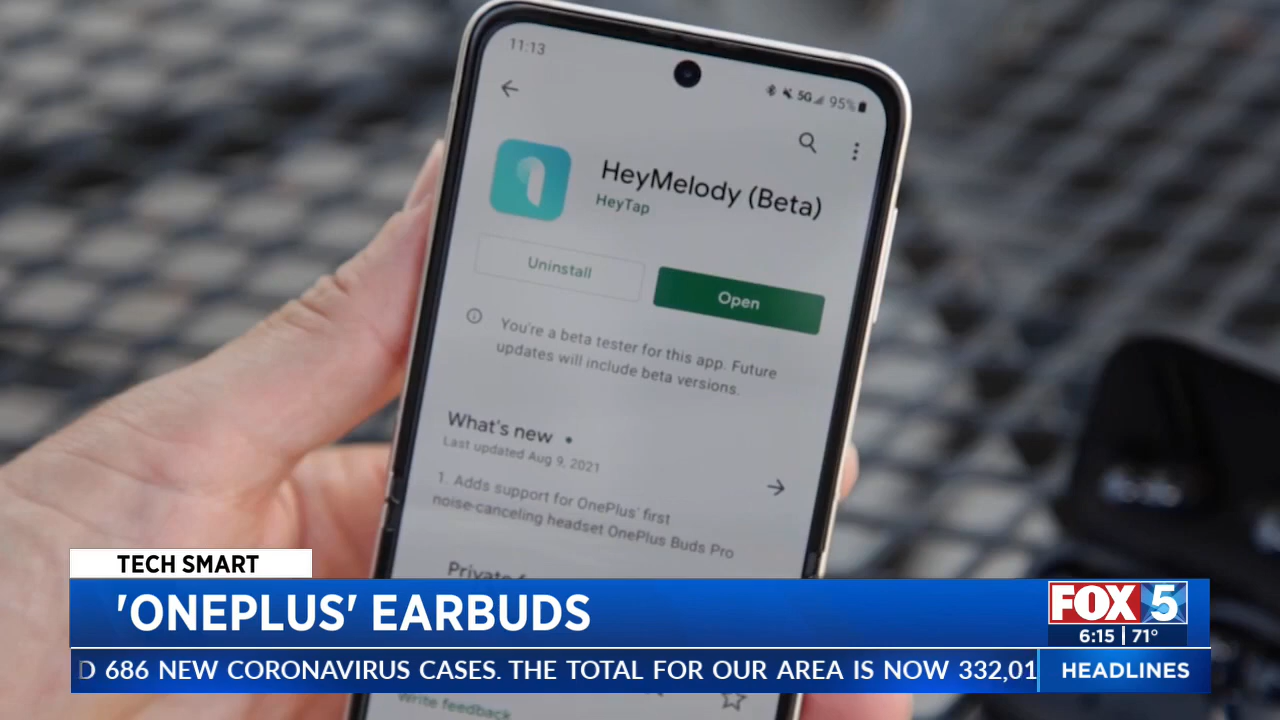 11:13
5G 95%
HeyMelody (Beta)
HeyTap
Uninstall
Open
You're a beta tester for this app. Future
updates will include beta versions.
What's new
Last updated Aug 9, 2021
1. Adds support for OnePlus' first
noise-canceling headset OnePlus Buds Pro
Write feedback
TECH SMART
'ONEPLUS' EARBUDS
FOX 5
6:15 | 71°
D 686 NEW CORONAVIRUS CASES. THE TOTAL FOR OUR AREA IS NOW 332,01
HEADLINES